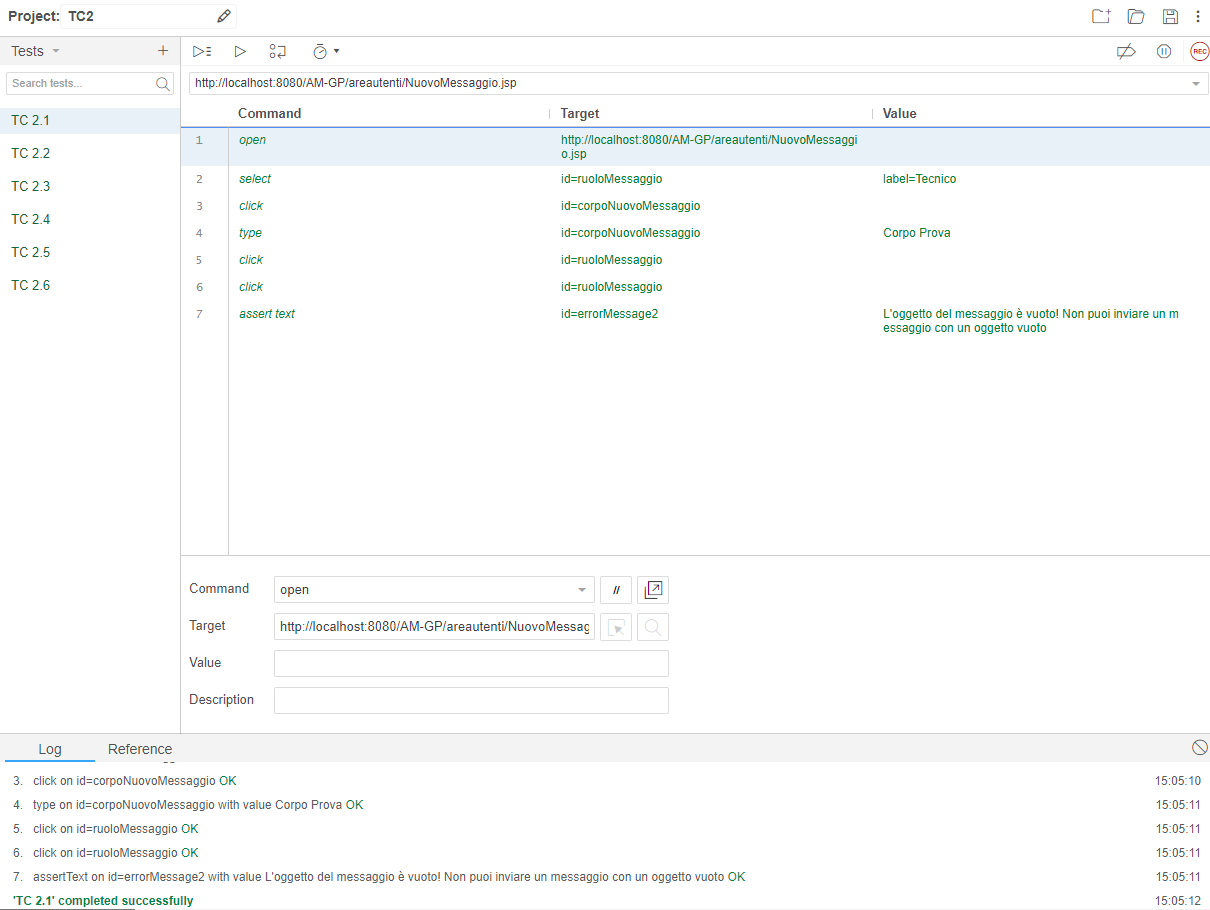 Project: TC2
Tests
Search tests...
TC 2.1
TC 2.2
TC 2.3
TC 2.4
TC 2.5
TC 2.6
REC
http://localhost:8080/AM-GP/areautenti/NuovoMessaggio.jsp
Command Target Value
1 open http://localhost:8080/AM-GP/areautenti/NuovoMessaggi
o.jsp
2 select id=ruoloMessaggio label=Tecnico
3 click id=corpoNuovoMessaggio
4 type id=corpoNuovoMessaggio Corpo Prova
5 click id=ruoloMessaggio
6 click id=ruoloMessaggio
7 assert text id=errorMessage2 L'oggetto del messaggio è vuoto! Non puoi inviare un m
essaggio con un oggetto vuoto
Command open //
Target http://localhost:8080/AM-GP/areautenti/NuovoMessag
Value
Description
Log Reference
3. click on id=corpoNuovoMessaggio OK 15:05:10
4. type on id=corpoNuovoMessaggio with value Corpo Prova OK 15:05:11
5. click on id=ruoloMessaggio OK 15:05:11
6. click on id=ruoloMessaggio OK 15:05:11
7. assertText on id=errorMessage2 with value L'oggetto del messaggio è vuoto! Non puoi inviare un messaggio con un oggetto vuoto OK 15:05:11
'TC 2.1' completed successfully 15:05:12